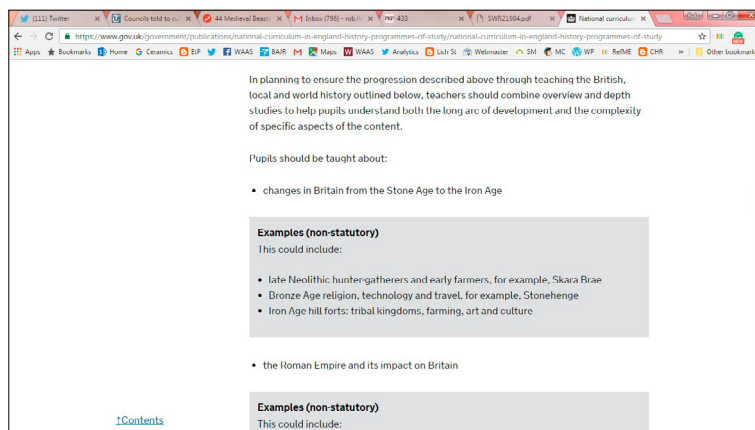 (111) Twitter
Councils told to cu
44 Medieval Beast
Inbox (796) - robh
433
SWR21984.pdf
National curriculum
https://www.gov.uk/government/publications/national-curriculum-in-england-history-programmes-of-study/national-curriculum-in-england-history-programmes-of-study
Apps Bookmarks Home Ceramics EtP WAAS BAJR Maps WAAS Analytics Lich St Webmaster SM MC WP RefME CHR » Other bookmark
In planning to ensure the progression described above through teaching the British,
local and world history outlined below, teachers should combine overview and depth
studies to help pupils understand both the long arc of development and the complexity
of specific aspects of the content.
Pupils should be taught about:
• changes in Britain from the Stone Age to the Iron Age
Examples (non-statutory)
This could include:
• late Neolithic hunter-gatherers and early farmers, for example, Skara Brae
• Bronze Age religion, technology and travel, for example, Stonehenge
• Iron Age hill forts: tribal kingdoms, farming, art and culture
• the Roman Empire and its impact on Britain
Examples (non-statutory)
↑Contents
This could include: